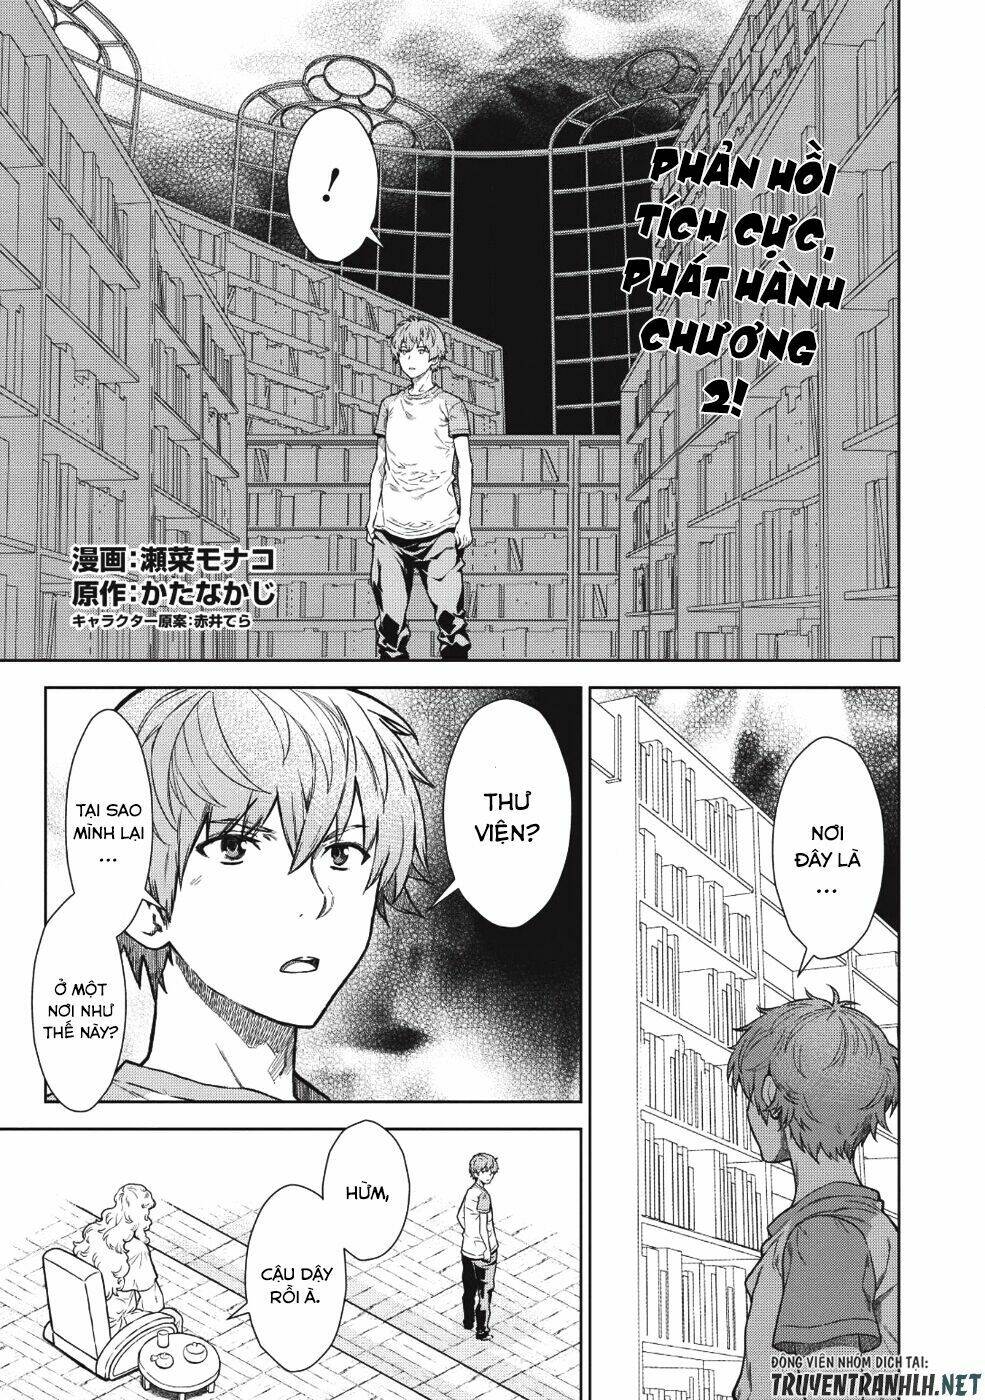 !
PHẢN HỒI
TÍCH CỰC,
PHÁT HÀNH
CHƯƠNG
2!
漫画:瀬菜モナコ
原作:かたなかじ
キャラクター原案:赤井てら
NƠI
ĐÂY LÀ
...
THƯ
VIỆN?
TẠI SAO
MÌNH LẠI
...
Ở MỘT
NƠI NHƯ
THẾ NÀY?
HỪM,
CẬU DẬY
RỒI À.
ĐỘNG VIÊN NHÓM DỊCH TẠI:
TRUYENTRANHLH.NET